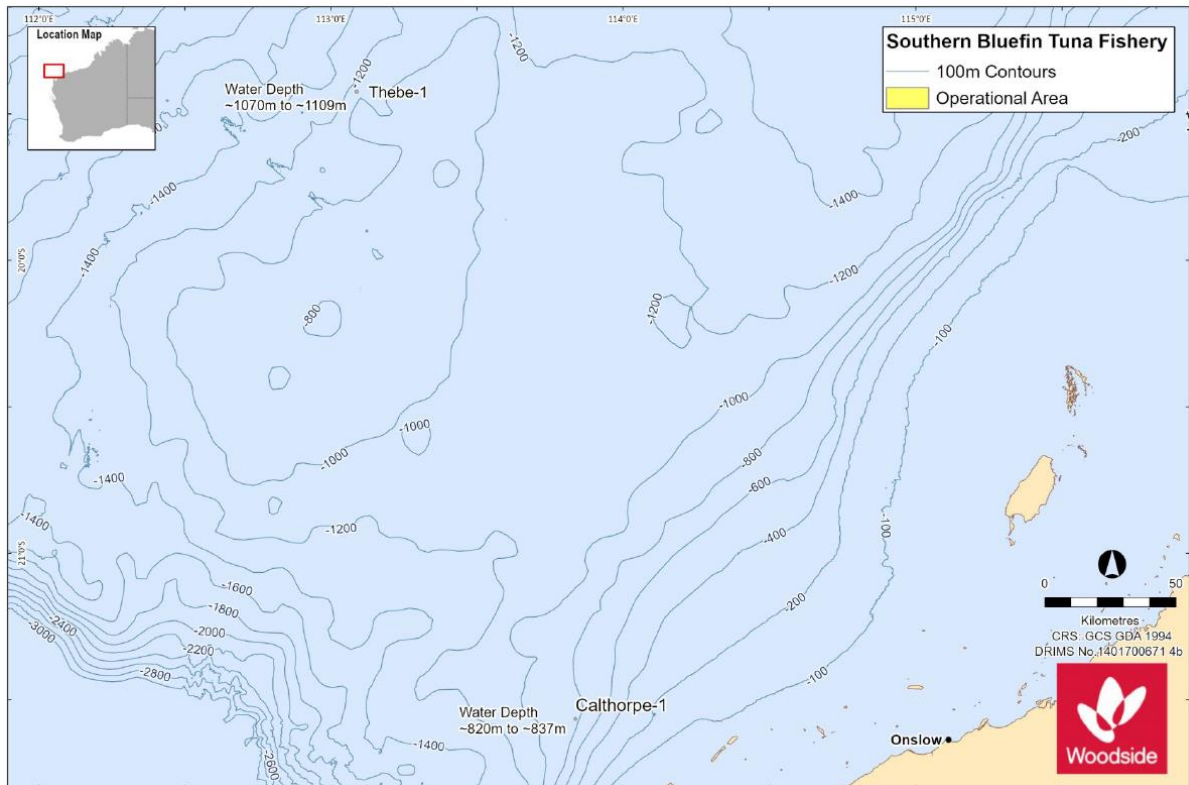 112°0'E
113°0'E
114°0'E
115°0'E
Location Map
Southern Bluefin Tuna Fishery
100m Contours
Operational Area
Water Depth
~1070m to ~1109m
Thebe-1
-1200
-1200
-200
-1400
-1400
-1400
20°0'S
-1200
-800
-1200
-100
-1000
-1000
-1000
-800
-1400
-600
-1400
-1200
-100
-400
21°0'S
-1600
-200
-1800
-2000
-2400
-2200
-3000
-2800
-100
0
50
Kilometres
CRS: GCS GDA 1994
DRIMS No.1401700671 4b
Water Depth
~820m to ~837m
Calthorpe-1
-1400
-2600
Onslow
Woodside